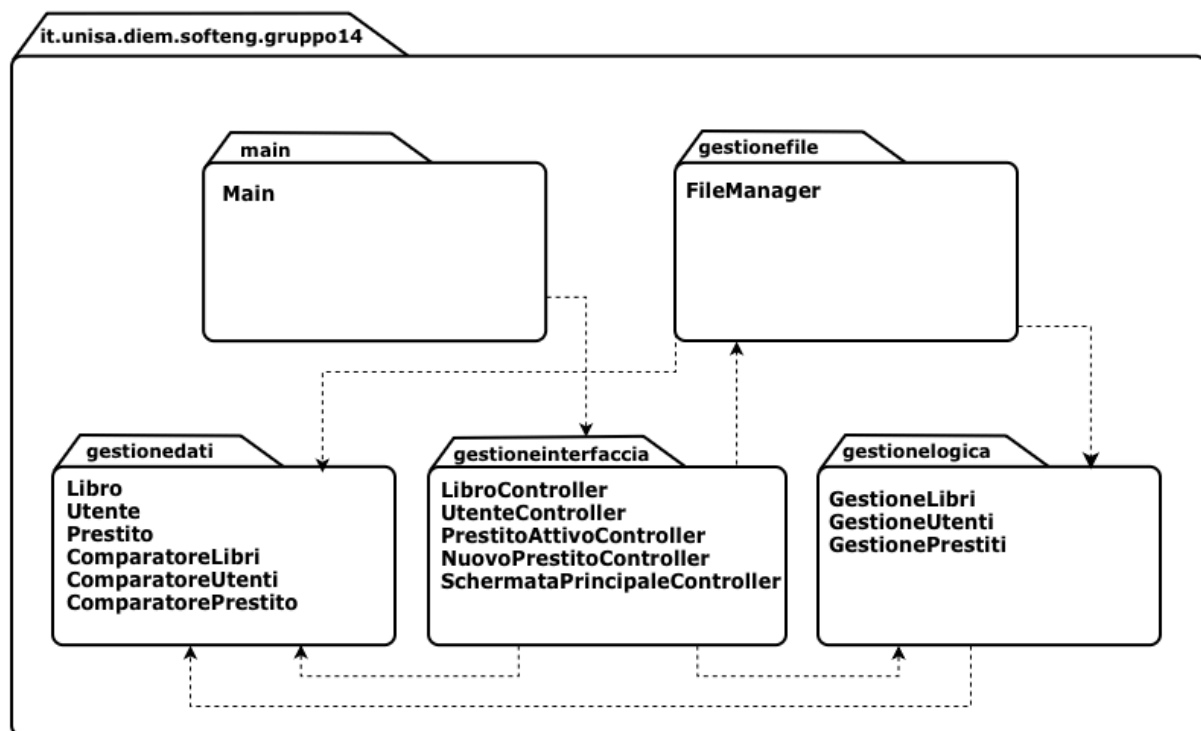 it.unisa.diem.softeng.gruppo14
main
Main
gestionefile
FileManager
gestionedati
Libro
Utente
Prestito
ComparatoreLibri
ComparatoreUtenti
ComparatorePrestito
gestioneinterfaccia
LibroController
UtenteController
PrestitoAttivoController
NuovoPrestitoController
SchermataPrincipaleController
gestionelogica
GestioneLibri
GestioneUtenti
GestionePrestiti